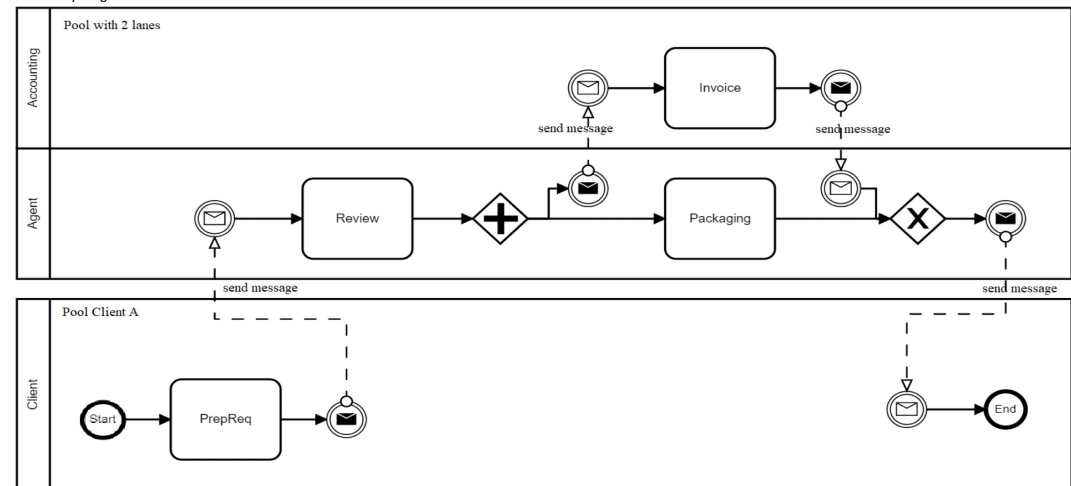 Pool with 2 lanes
Accounting
Invoice
send message
send message
Agent
Review
Packaging
send message
send message
Pool Client A
Client
Start
PrepReq
End